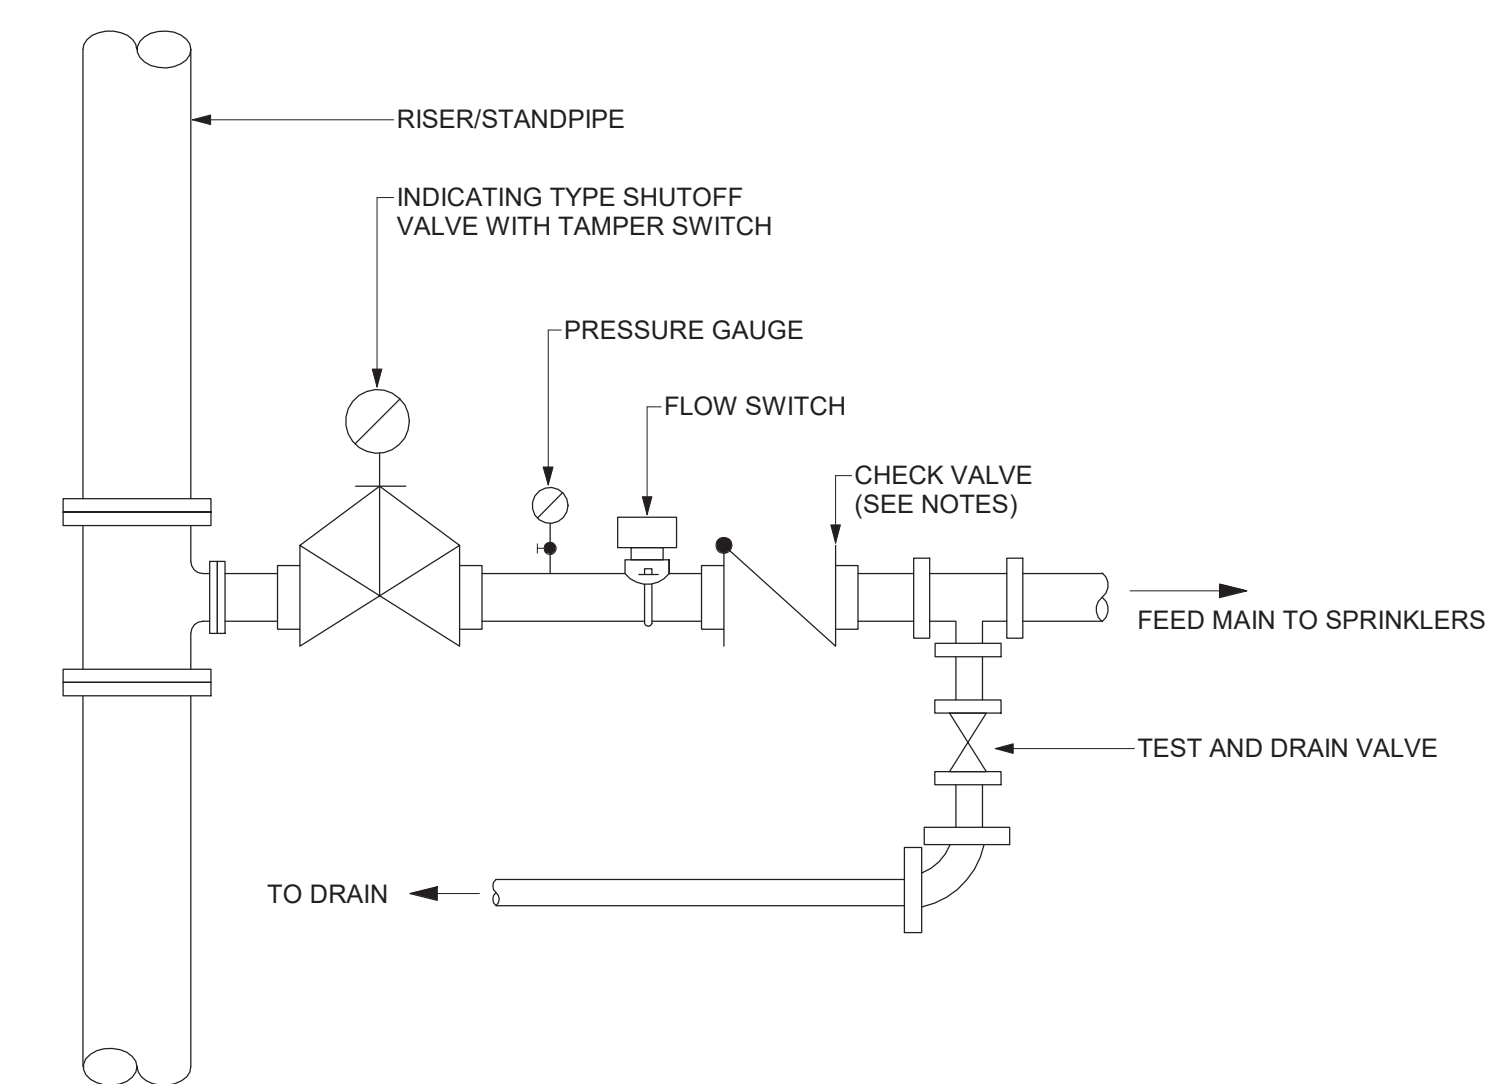 RISER/STANDPIPE
INDICATING TYPE SHUTOFF
VALVE WITH TAMPER SWITCH
PRESSURE GAUGE
FLOW SWITCH
CHECK VALVE
(SEE NOTES)
FEED MAIN TO SPRINKLERS
TEST AND DRAIN VALVE
TO DRAIN